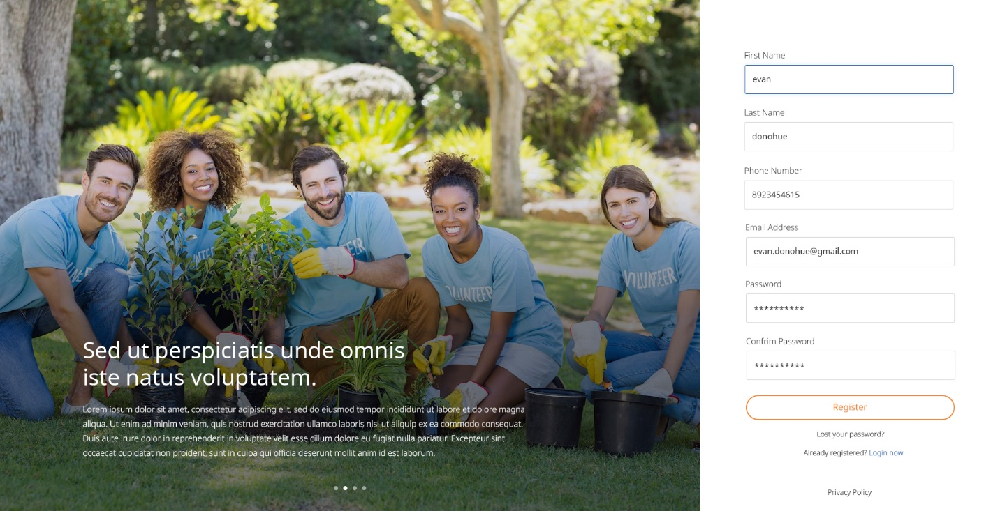 First Name
evan
Last Name
donohue
Phone Number
8923454615
Email Address
evan.donohue@gmail.com
Password
**********
Confrim Password
**********
Register
Lost your password?
Already registered? Login now
Privacy Policy
VOLUNTEER
VOLUNTEER
Sed ut perspiciatis unde omnis
iste natus voluptatem.
Lorem ipsum dolor sit amet, consectetur adipiscing elit, sed do eiusmod tempor incididunt ut labore et dolore magna
aliqua. Ut enim ad minim veniam, quis nostrud exercitation ullamco laboris nisi ut aliquip ex ea commodo consequat.
Duis aute irure dolor in reprehenderit in voluptate velit esse cillum dolore eu fugiat nulla pariatur. Excepteur sint
occaecat cupidatat non proident, sunt in culpa qui officia deserunt mollit anim id est laborum.